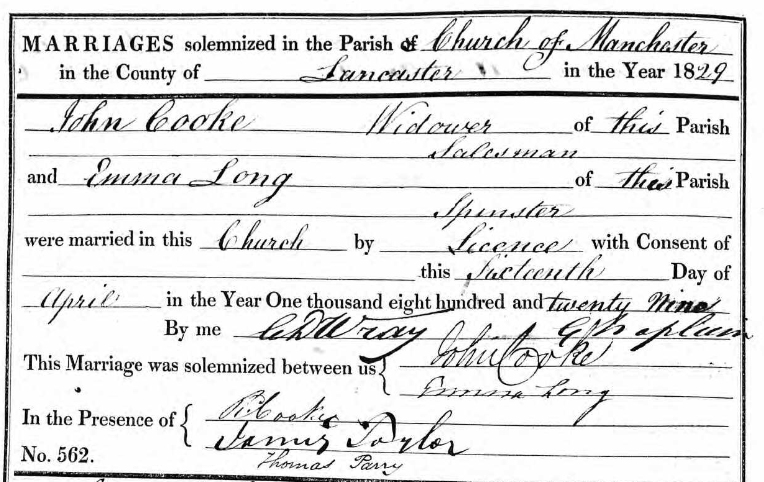 MARRIAGES solemnized in the Parish of Church of Manchester
in the County of Lancaster in the Year 1829
John Cooke Widower of this Parish
Salesman
and Emma Long of this Parish
Spinster
were married in this Church by Licence with Consent of
this Sixteenth Day of
April in the Year One thousand eight hundred and twenty Nine
By me C D Wray Chaplain
This Marriage was solemnized between us { John Cooke
Emma Long
In the Presence of { R Cooke
James Taylor
Thomas Parry
No. 562.